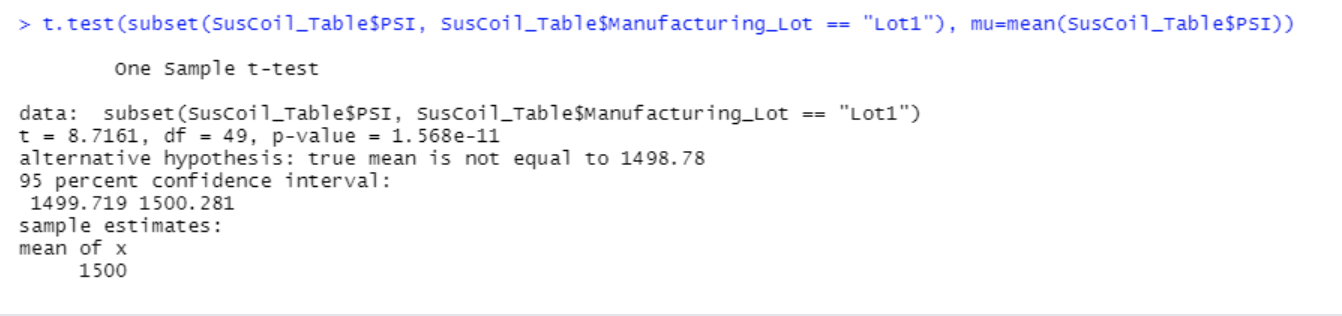 > t.test(subset(SusCoil_Table$PSI, SusCoil_Table$Manufacturing_Lot == "Lot1"), mu=mean(SusCoil_Table$PSI))
One Sample t-test
data:  subset(SusCoil_Table$PSI, SusCoil_Table$Manufacturing_Lot == "Lot1")
t = 8.7161, df = 49, p-value = 1.568e-11
alternative hypothesis: true mean is not equal to 1498.78
95 percent confidence interval:
1499.719 1500.281
sample estimates:
mean of x
1500